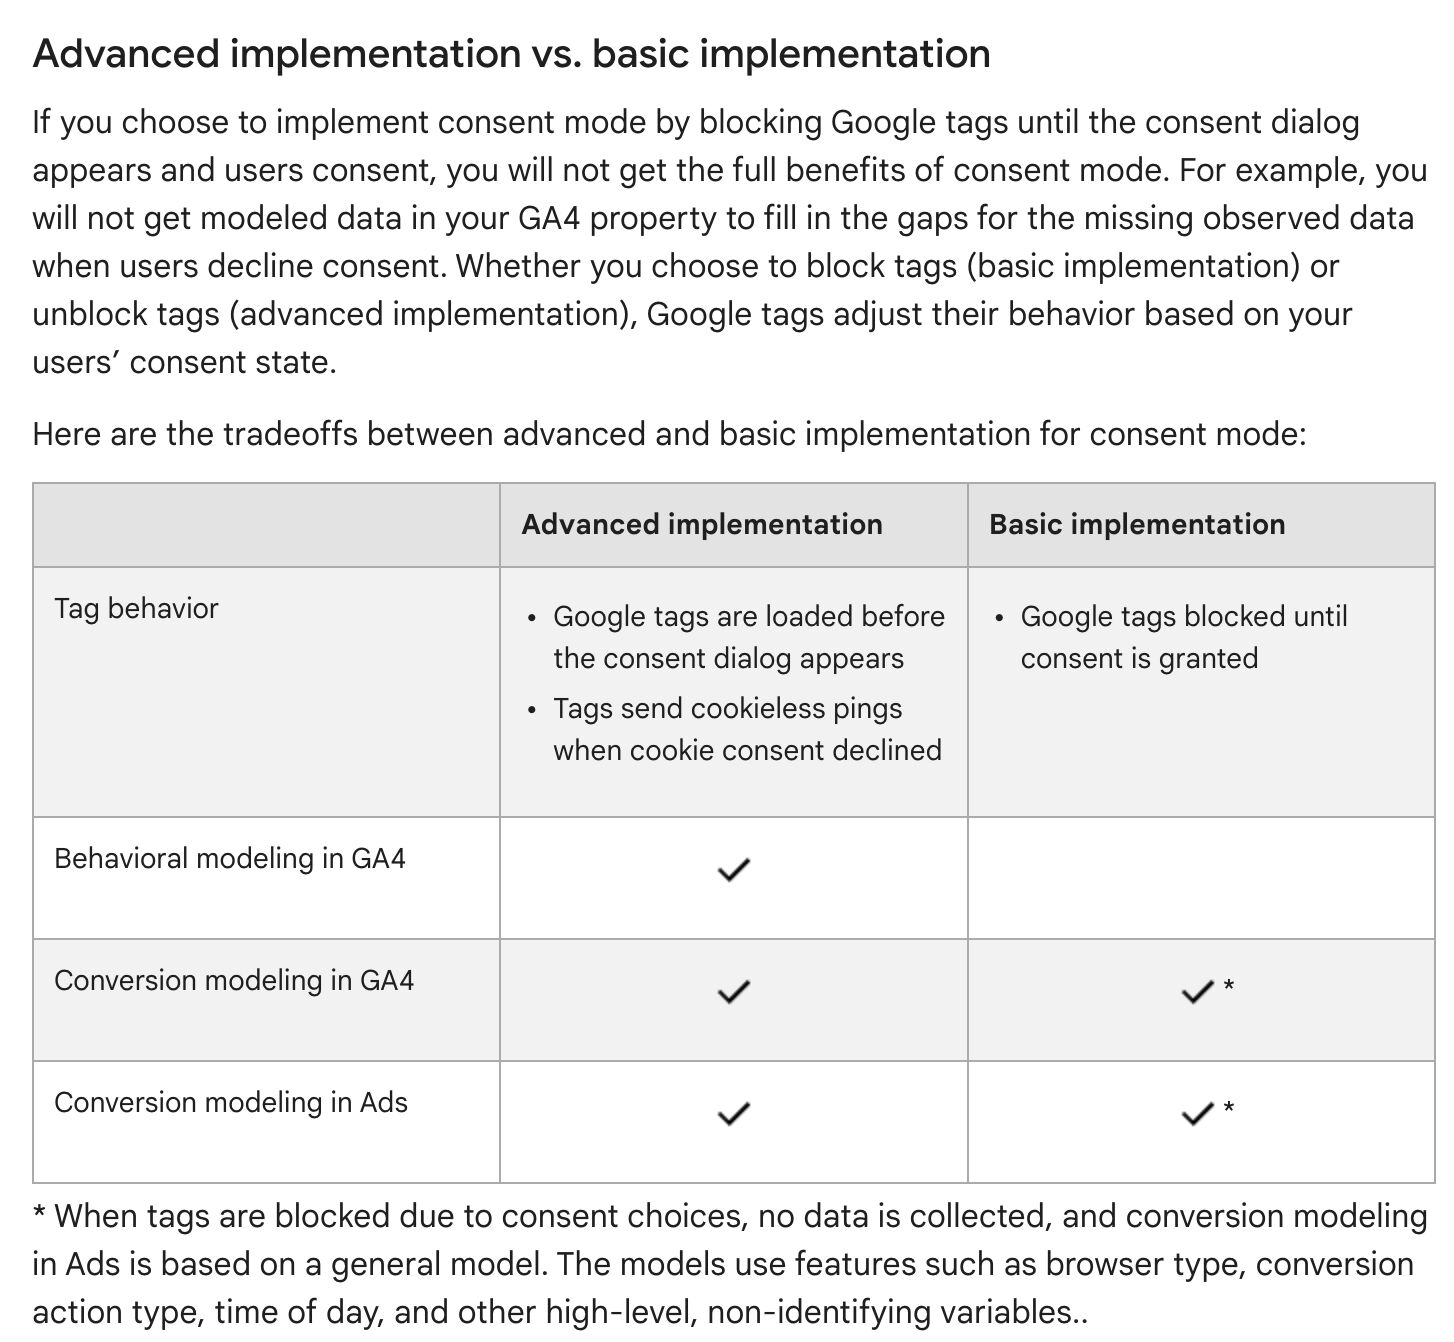 Advanced implementation vs. basic implementation
If you choose to implement consent mode by blocking Google tags until the consent dialog
appears and users consent, you will not get the full benefits of consent mode. For example, you
will not get modeled data in your GA4 property to fill in the gaps for the missing observed data
when users decline consent. Whether you choose to block tags (basic implementation) or
unblock tags (advanced implementation), Google tags adjust their behavior based on your
users’ consent state.
Here are the tradeoffs between advanced and basic implementation for consent mode:
Advanced implementation
Basic implementation
Tag behavior
• Google tags are loaded before
the consent dialog appears
• Tags send cookieless pings
when cookie consent declined
• Google tags blocked until
consent is granted
Behavioral modeling in GA4
✓
Conversion modeling in GA4
✓
✓ *
Conversion modeling in Ads
✓
✓ *
* When tags are blocked due to consent choices, no data is collected, and conversion modeling
in Ads is based on a general model. The models use features such as browser type, conversion
action type, time of day, and other high-level, non-identifying variables..